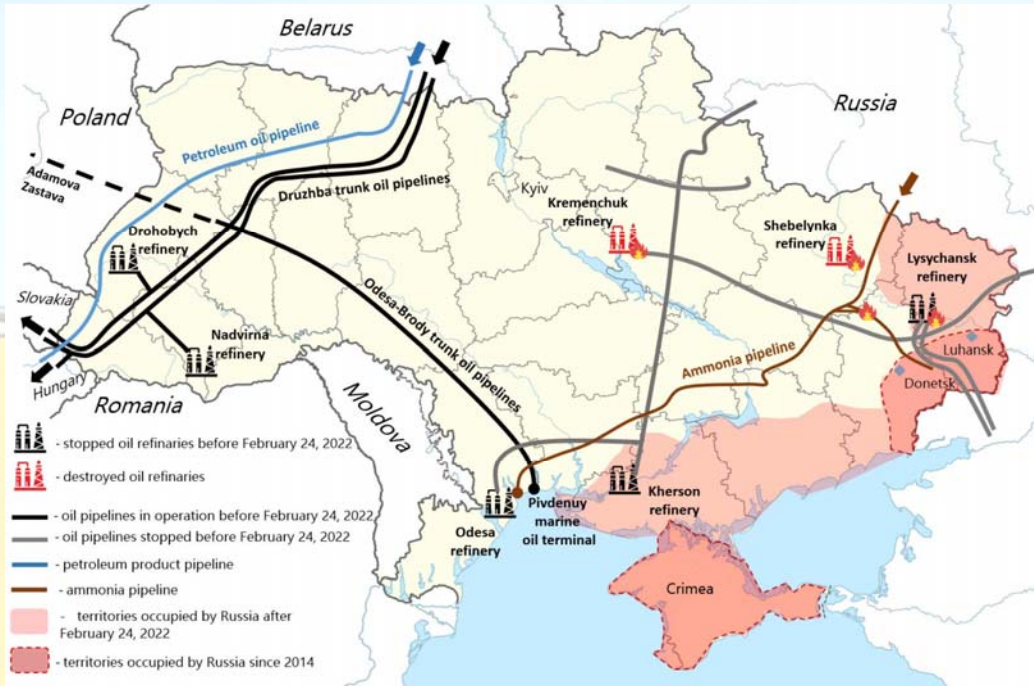 Belarus
Russia
Poland
Petroleum oil pipeline
Adamova
Zastava
Druzhba trunk oil pipelines
Kyiv
Kremenchuk
refinery
Shebelynka
refinery
Drohobych
refinery
Lysychansk
refinery
Slovakia
Odesa-Brody trunk oil pipelines
Nadvirna
refinery
Ammonia pipeline
Luhansk
Hungary
Donetsk
Romania
Moldova
- stopped oil refinaries before February 24, 2022
- destroyed oil refinaries
Kherson
refinery
Pivdenuy
marine
oil terminal
Odesa
refinery
- oil pipelines in operation before February 24, 2022
- oil pipelines stopped before February 24, 2022
- petroleum product pipeline
- ammonia pipeline
Crimea
- territories occupied by Russia after
February 24, 2022
- territories occupied by Russia since 2014